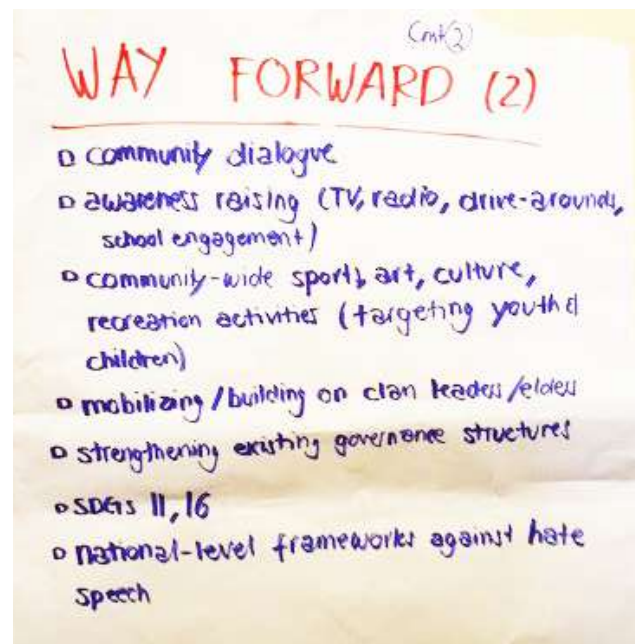 Cont(2)
WAY FORWARD (2)
□ community dialogue
□ awareness raising (TV, radio, drive-arounds,
school engagement)
□ community-wide sport, art, culture,
recreation activities (targeting youth &
children)
□ mobilizing / building on clan leaders/elders
□ strengthening existing governance structures
□ SDGs 11, 16
□ national-level frameworks against hate
speech